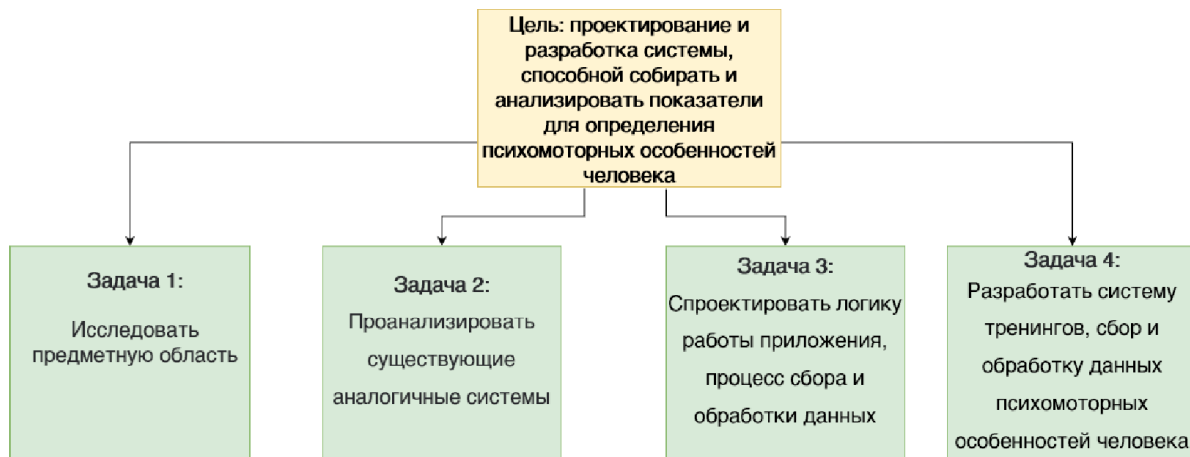 Цель: проектирование и
разработка системы,
способной собирать и
анализировать показатели
для определения
психомоторных особенностей
человека
Задача 1:
Исследовать
предметную область
Задача 2:
Проанализировать
существующие
аналогичные системы
Задача 3:
Спроектировать логику
работы приложения,
процесс сбора и
обработки данных
Задача 4:
Разработать систему
тренингов, сбор и
обработку данных
психомоторных
особенностей человека